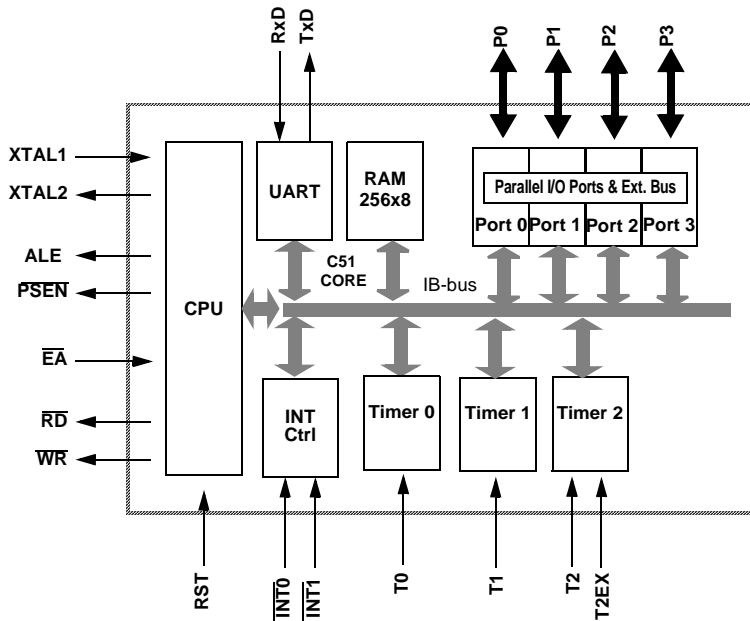 RxD
TxD
P0
P1
P2
P3
XTAL1
XTAL2
ALE
PSEN
EA
RD
WR
CPU
UART
RAM
256x8
Parallel I/O Ports & Ext. Bus
Port 0
Port 1
Port 2
Port 3
C51
CORE
IB-bus
INT
Ctrl
Timer 0
Timer 1
Timer 2
RST
INT0
INT1
T0
T1
T2
T2EX